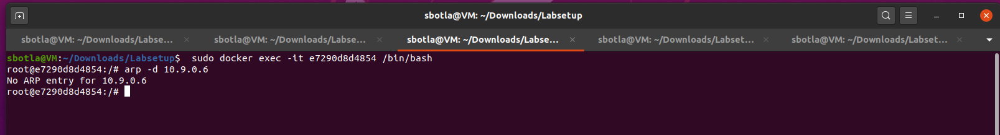 sbotla@VM: ~/Downloads/Labsetup
sbotla@VM: ~/Downloads/Labse... × sbotla@VM: ~/Downloads/Labse... × sbotla@VM: ~/Downloads/Labse... × sbotla@VM: ~/Downloads/Labset... × sbotla@VM: ~/Downloads/Labset... ×
sbotla@VM:~/Downloads/Labsetup$  sudo docker exec -it e7290d8d4854 /bin/bash
root@e7290d8d4854:/# arp -d 10.9.0.6
No ARP entry for 10.9.0.6
root@e7290d8d4854:/#